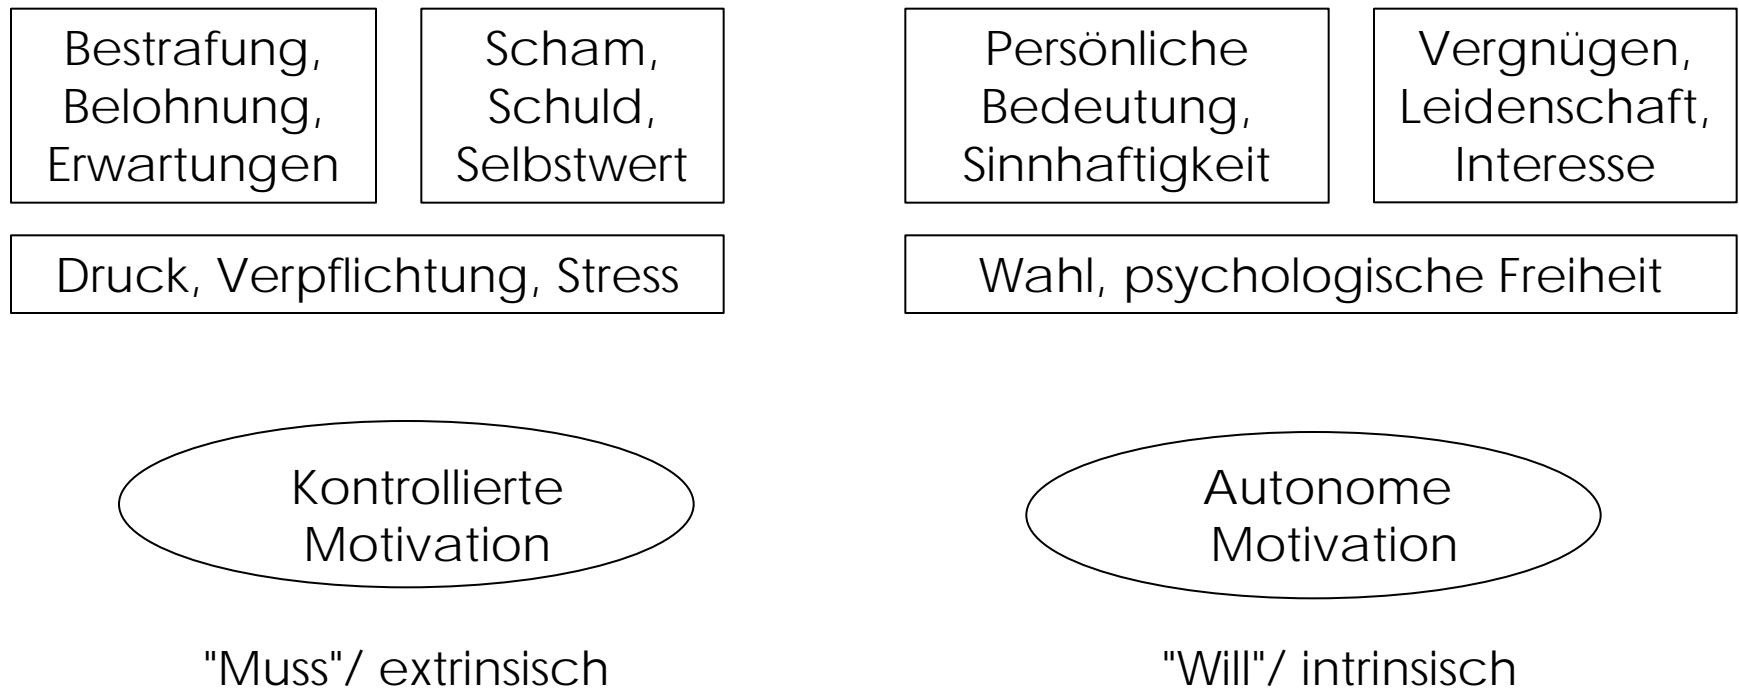 Bestrafung,
Belohnung,
Erwartungen
Scham,
Schuld,
Selbstwert
Persönliche
Bedeutung,
Sinnhaftigkeit
Vergnügen,
Leidenschaft,
Interesse
Druck, Verpflichtung, Stress
Wahl, psychologische Freiheit
Kontrollierte
Motivation
Autonome
Motivation
"Muss"/ extrinsisch
"Will"/ intrinsisch